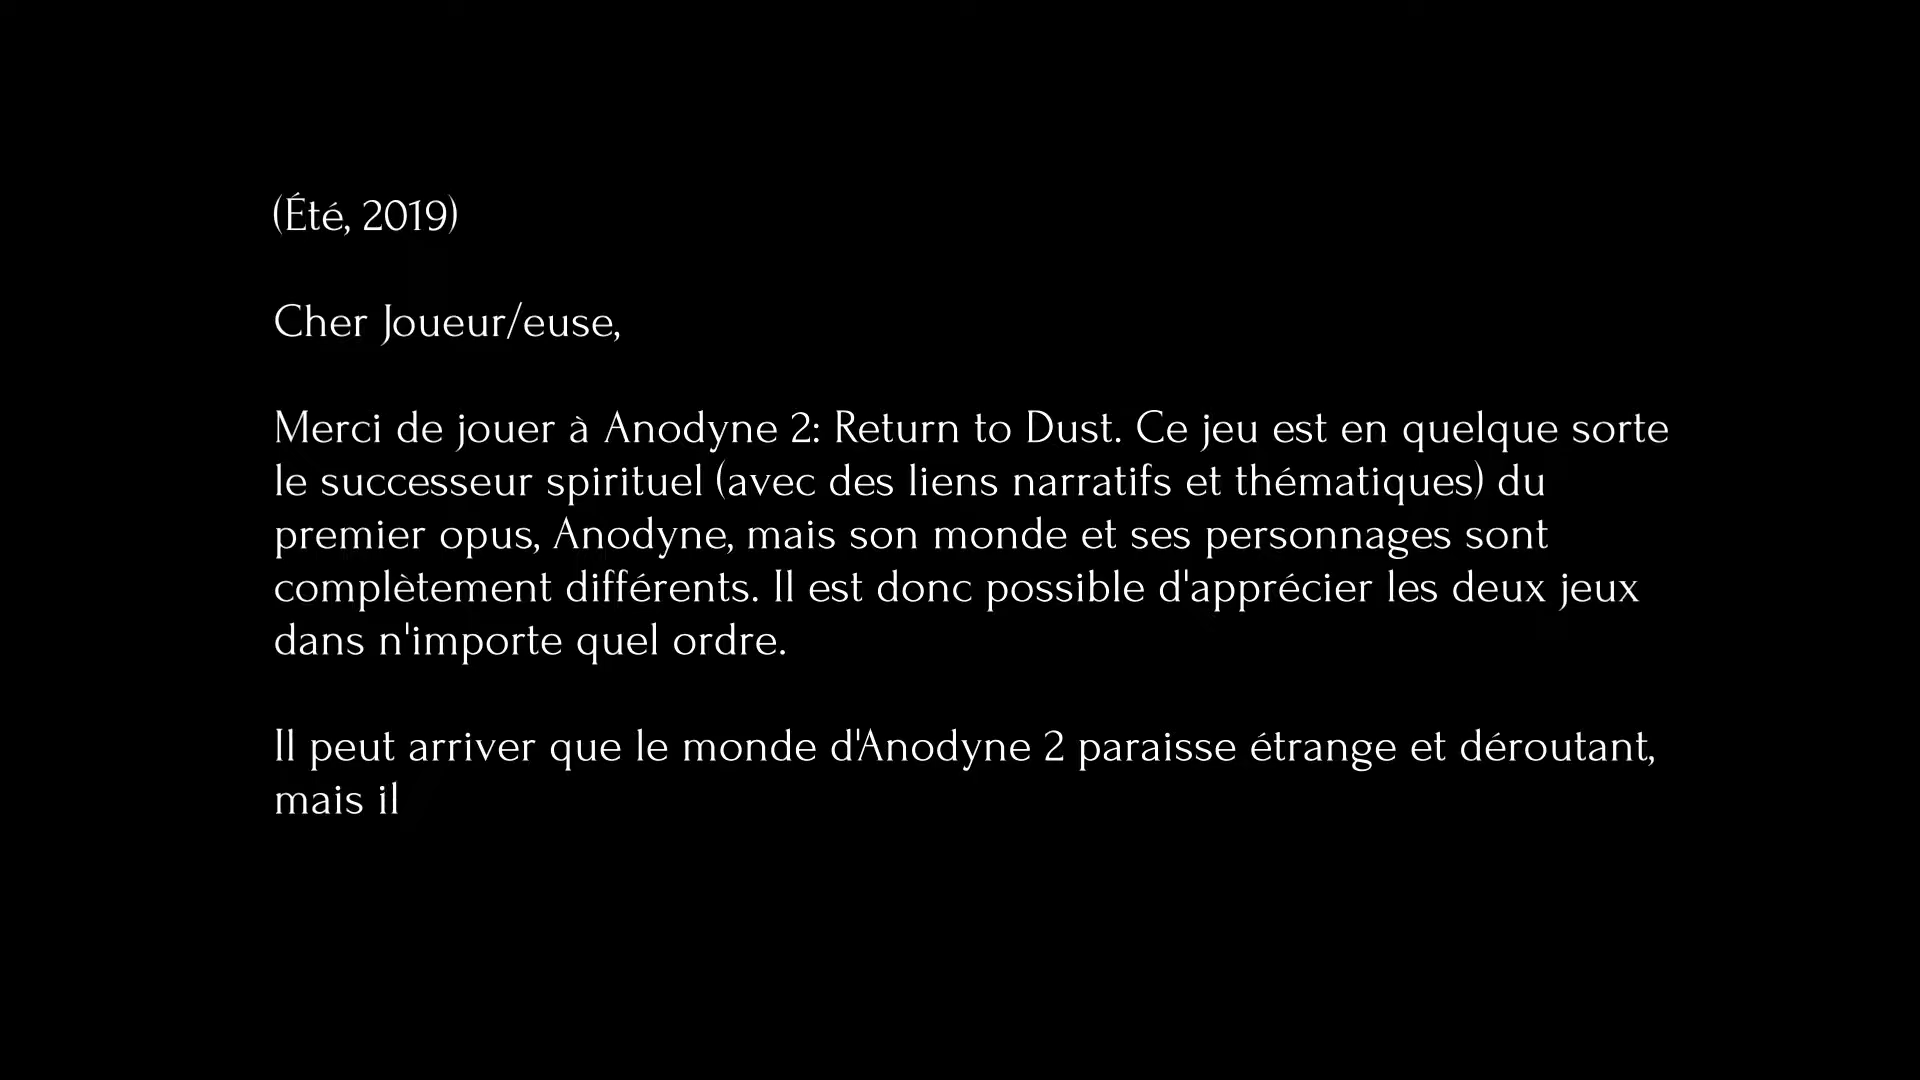 (Été, 2019)
Cher Joueur/euse,
Merci de jouer à Anodyne 2: Return to Dust. Ce jeu est en quelque sorte
le successeur spirituel (avec des liens narratifs et thématiques) du
premier opus, Anodyne, mais son monde et ses personnages sont
complètement différents. Il est donc possible d'apprécier les deux jeux
dans n'importe quel ordre.
Il peut arriver que le monde d'Anodyne 2 paraisse étrange et déroutant,
mais il